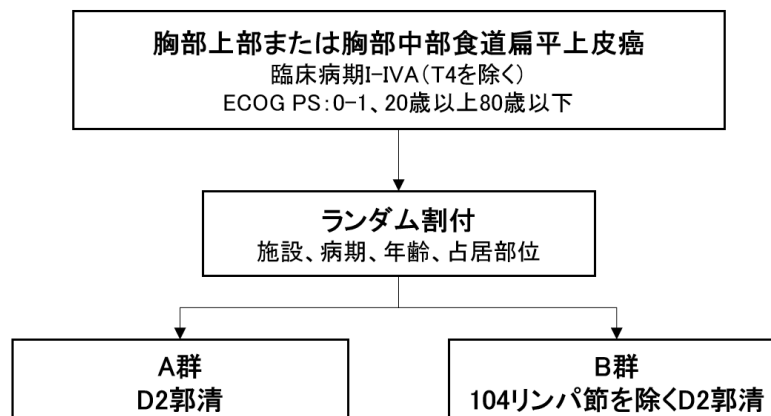 胸部上部または胸部中部食道扁平上皮癌
臨床病期I-IVA(T4を除く)
ECOG PS:0-1、20歳以上80歳以下
ランダム割付
施設、病期、年齢、占居部位
A群
D2郭清
B群
104リンパ節を除くD2郭清